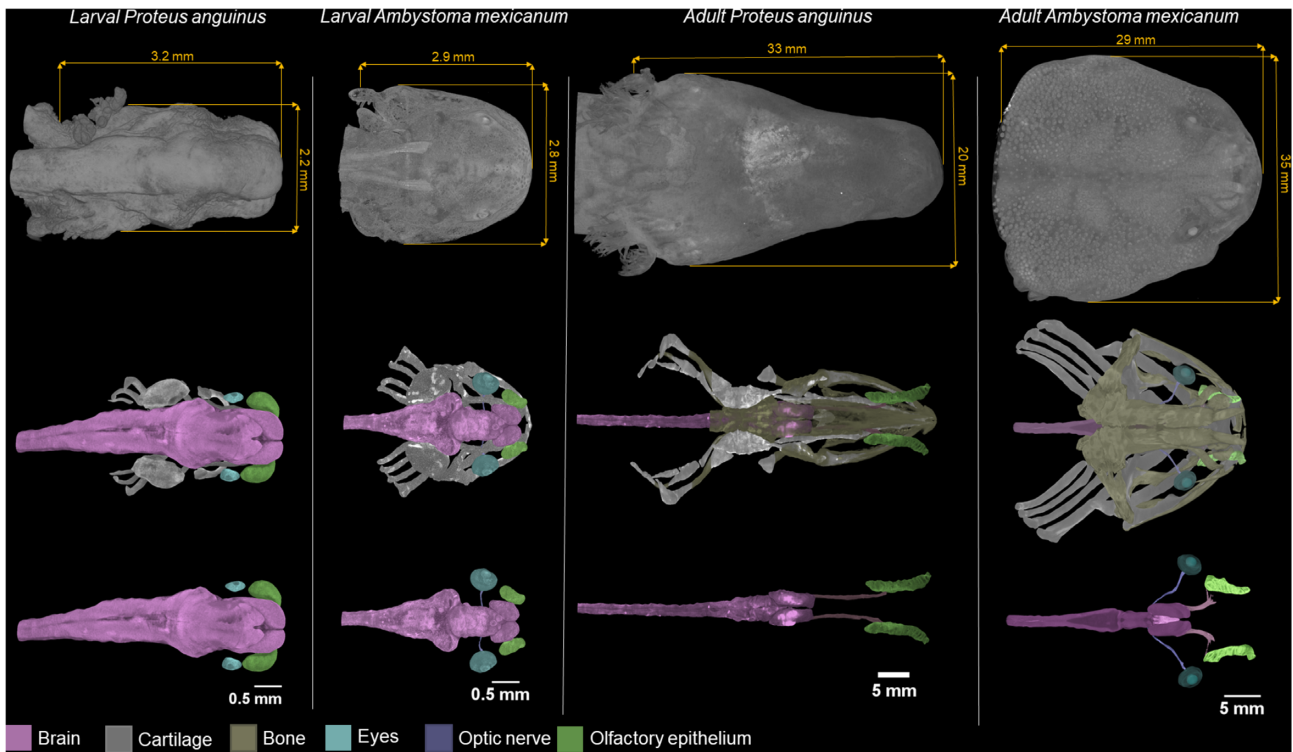 Larval Proteus anguinus
Larval Ambystoma mexicanum
Adult Proteus anguinus
Adult Ambystoma mexicanum
3.2 mm
2.2 mm
2.9 mm
2.8 mm
33 mm
20 mm
29 mm
35 mm
0.5 mm
0.5 mm
5 mm
5 mm
Brain
Cartilage
Bone
Eyes
Optic nerve
Olfactory epithelium